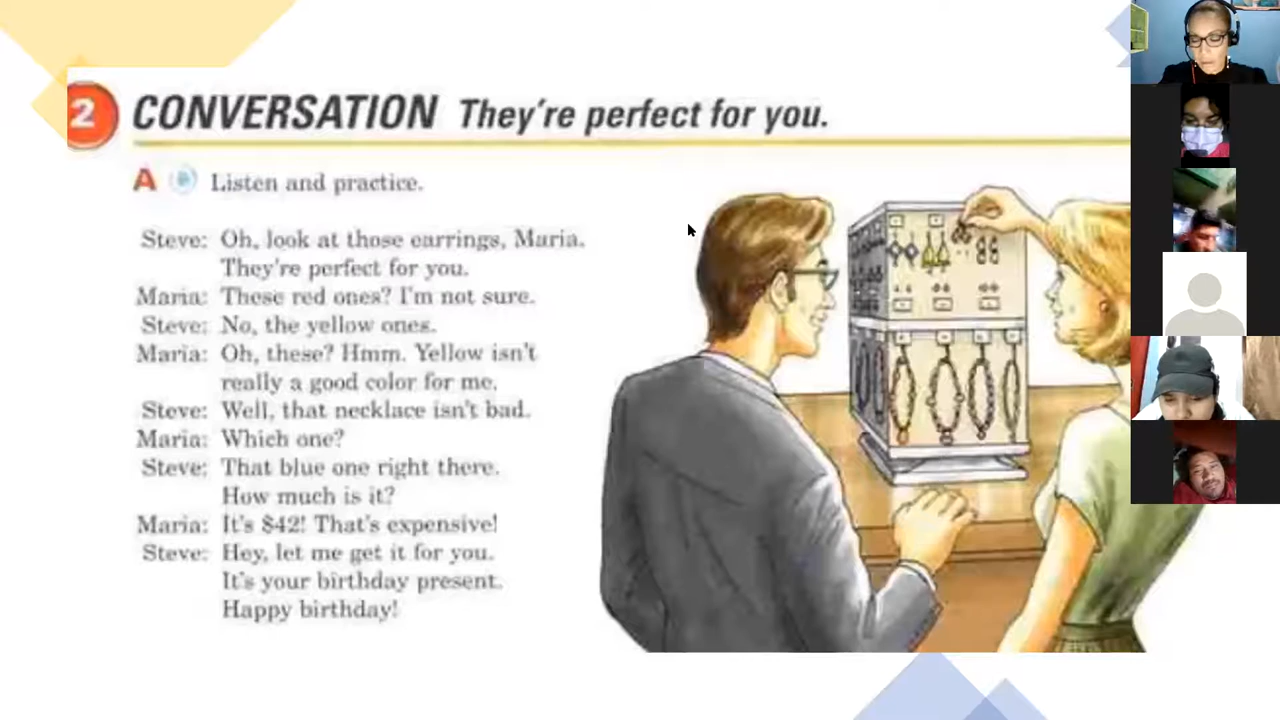 2 CONVERSATION They're perfect for you.
A Listen and practice.
Steve: Oh, look at those earrings, Maria.
They're perfect for you.
Maria: These red ones? I'm not sure.
Steve: No, the yellow ones.
Maria: Oh, these? Hmm. Yellow isn't
really a good color for me.
Steve: Well, that necklace isn't bad.
Maria: Which one?
Steve: That blue one right there.
How much is it?
Maria: It's $42! That's expensive!
Steve: Hey, let me get it for you.
It's your birthday present.
Happy birthday!